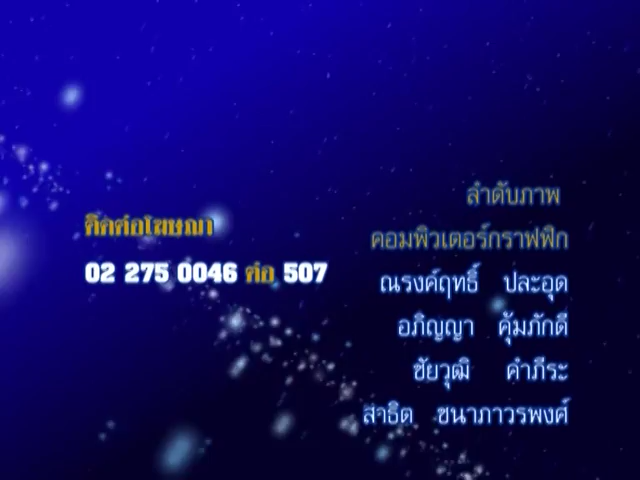 ติดต่อโฆษณา
02 275 0046 ต่อ 507
ลำดับภาพ
คอมพิวเตอร์กราฟฟิก
ณรงค์ฤทธิ์ ปละอุด
อภิญญา คุ้มภักดี
ชัยวุฒิ คำภีระ
สาธิต ชนาภาวรพงศ์